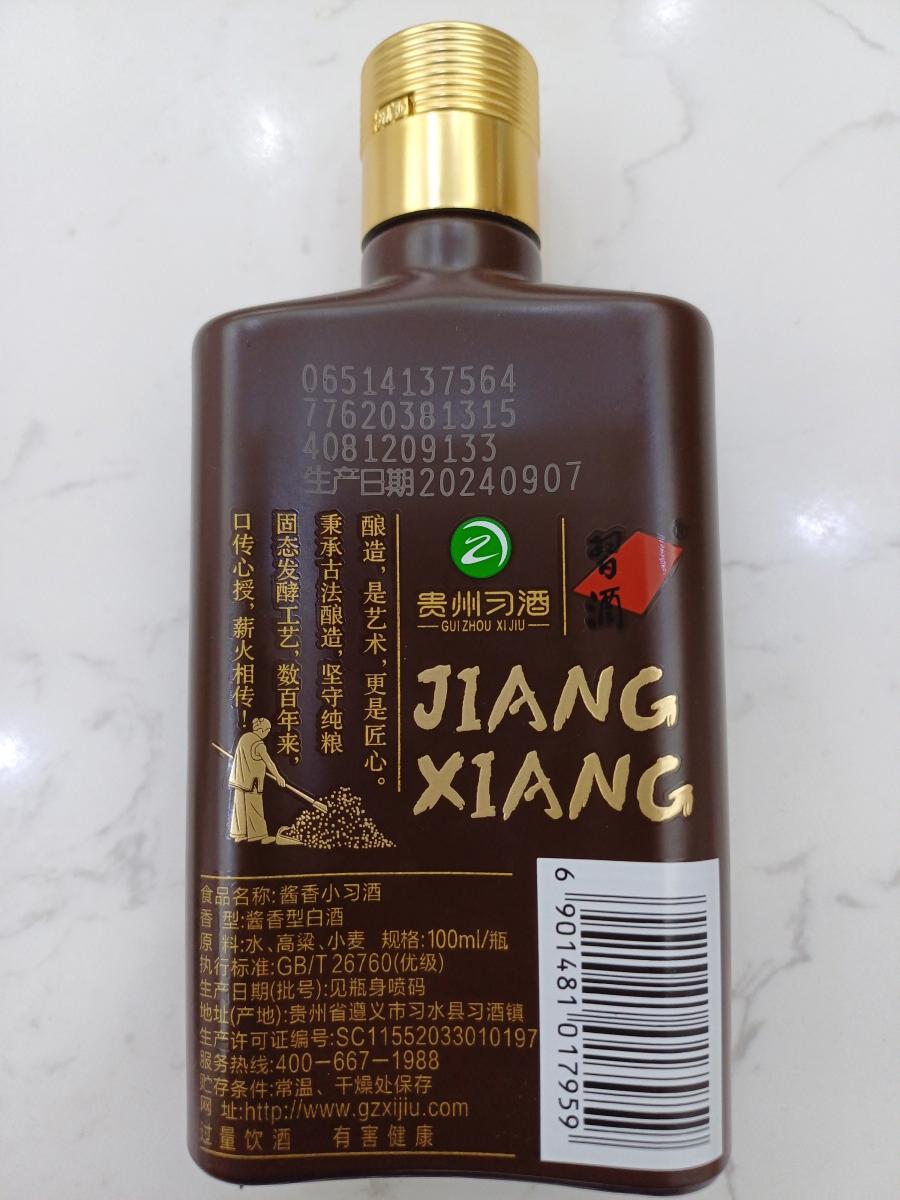 06514137564
77620381315
4081209133
生产日期20240907
酿造，是艺术，更是匠心。
秉承古法酿造，坚守纯粮
固态发酵工艺，数百年来，
口传心授，薪火相传！
贵州习酒
GUIZHOU XIJIU
習酒
JIANG
XIANG
食品名称:酱香小习酒
香 型:酱香型白酒
原 料:水、高粱、小麦 规格:100ml/瓶
执行标准:GB/T 26760(优级)
生产日期(批号):见瓶身喷码
地址(产地):贵州省遵义市习水县习酒镇
生产许可证编号:SC11552033010197
服务热线:400-667-1988
贮存条件:常温、干燥处保存
网 址:http://www.gzxijiu.com
过量饮酒 有害健康
6 901481 017959